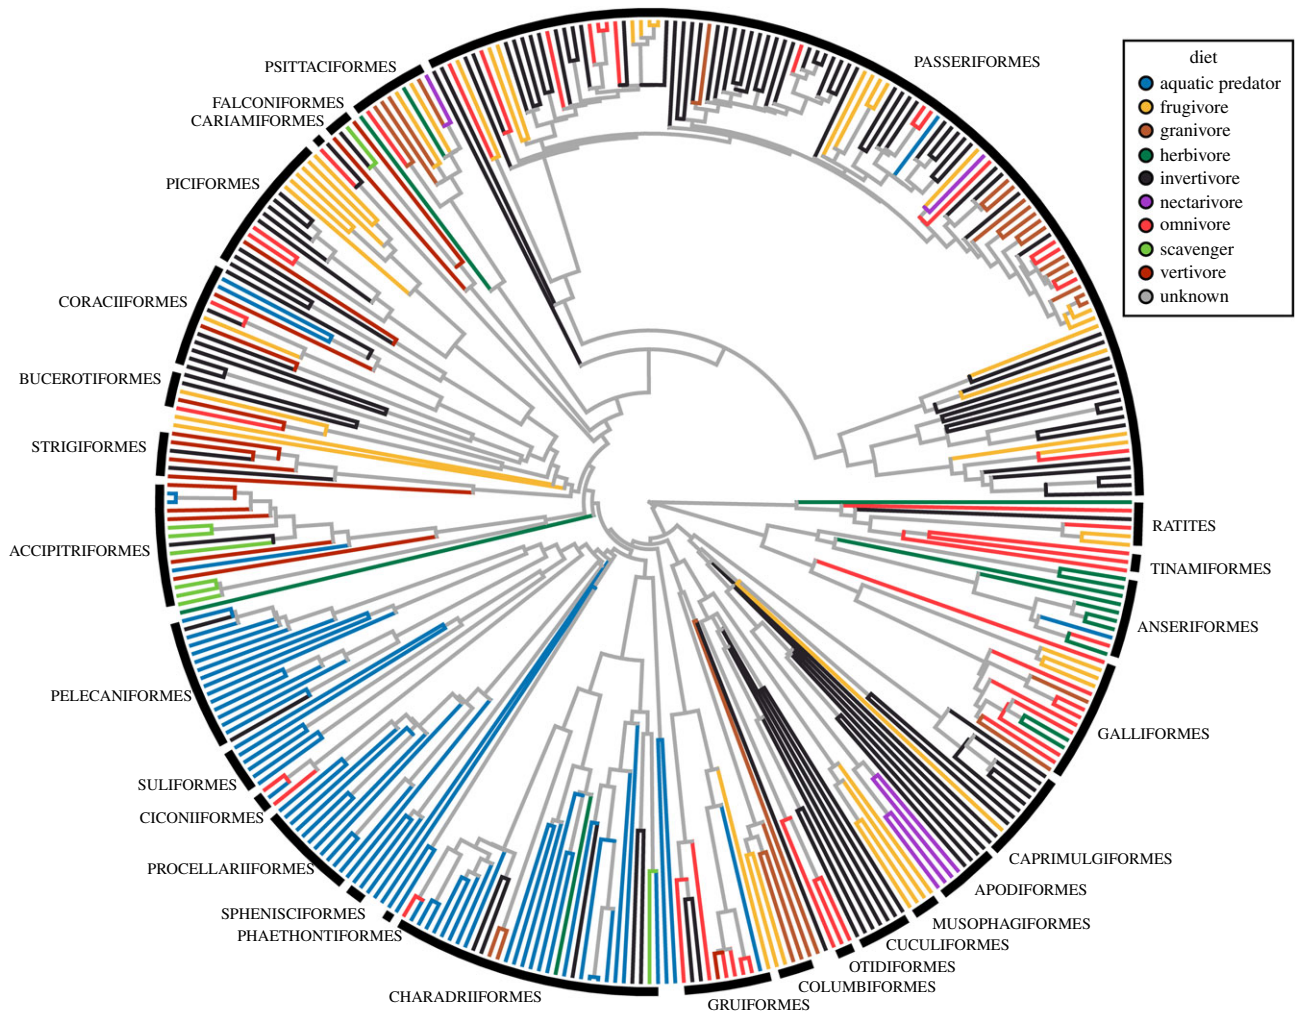 PASSERIFORMES
PSITTACIFORMES
FALCONIFORMES
CARIAMIFORMES
PICIFORMES
CORACIIFORMES
BUCEROTIFORMES
STRIGIFORMES
ACCIPITRIFORMES
PELECANIFORMES
SULIFORMES
CICONIIFORMES
PROCELLARIIFORMES
SPHENISCIFORMES
PHAETHONTIFORMES
CHARADRIIFORMES
GRUIFORMES
COLUMBIFORMES
OTIDIFORMES
CUCULIFORMES
MUSOPHAGIFORMES
APODIFORMES
CAPRIMULGIFORMES
GALLIFORMES
ANSERIFORMES
TINAMIFORMES
RATITES
diet
aquatic predator
frugivore
granivore
herbivore
invertivore
nectarivore
omnivore
scavenger
vertivore
unknown